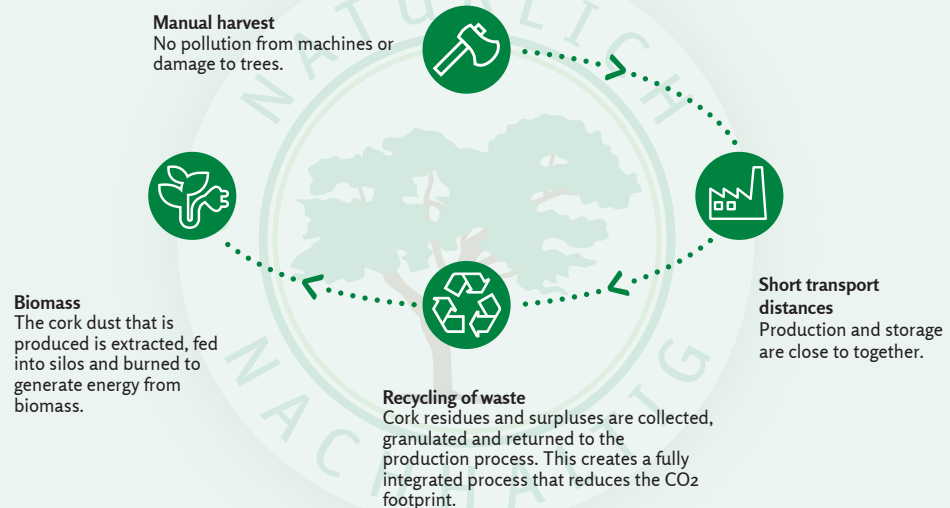 NATÜRLICH
Manual harvest
No pollution from machines or
damage to trees.
Short transport
distances
Production and storage
are close to together.
Recycling of waste
Cork residues and surpluses are collected,
granulated and returned to the
production process. This creates a fully
integrated process that reduces the CO2
footprint.
Biomass
The cork dust that is
produced is extracted, fed
into silos and burned to
generate energy from
biomass.
NACHHALTIG